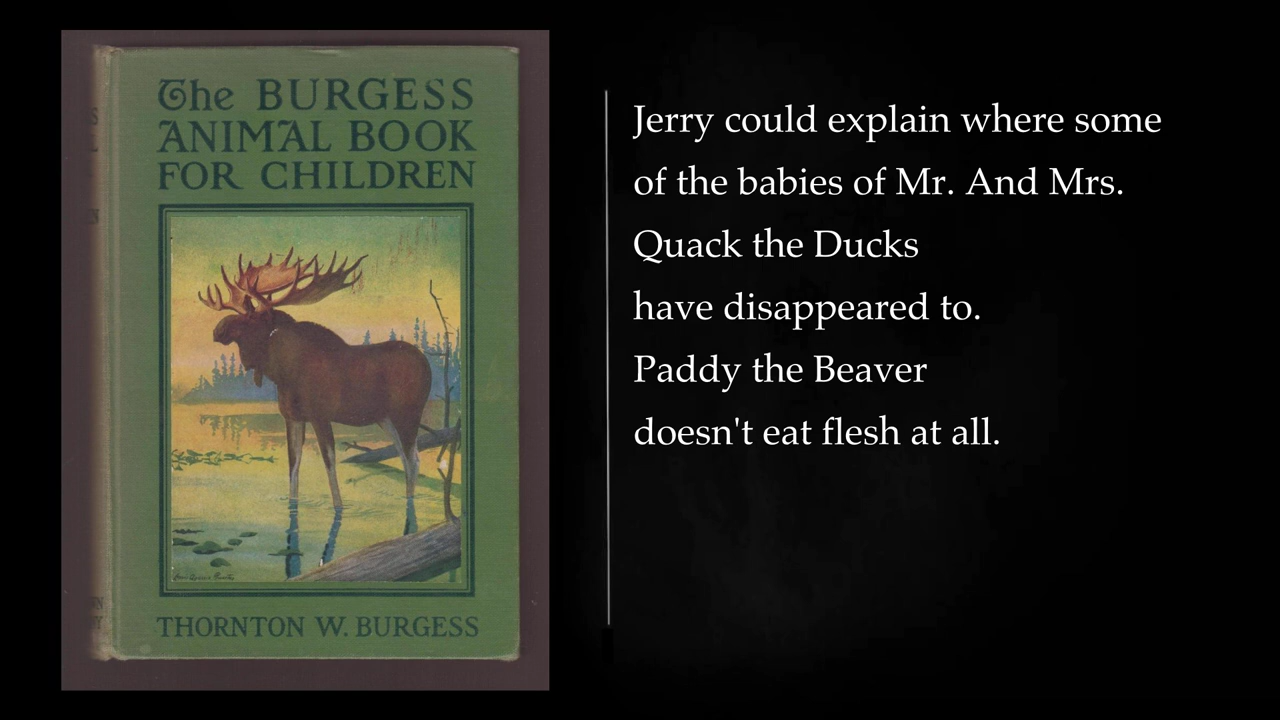 The BURGESS
ANIMAL BOOK
FOR CHILDREN
THORNTON W. BURGESS
Jerry could explain where some
of the babies of Mr. And Mrs.
Quack the Ducks
have disappeared to.
Paddy the Beaver
doesn't eat flesh at all.